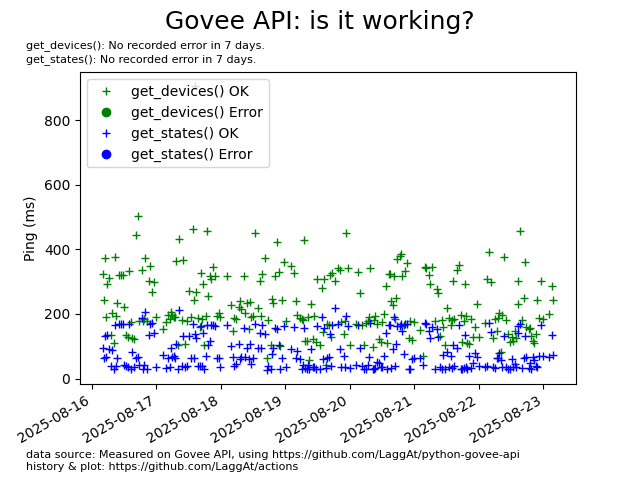 Govee API: is it working?
get_devices(): No recorded error in 7 days.
get_states(): No recorded error in 7 days.
get_devices() OK
get_devices() Error
get_states() OK
get_states() Error
Ping (ms)
800
600
400
200
0
2025-08-16
2025-08-17
2025-08-18
2025-08-19
2025-08-20
2025-08-21
2025-08-22
2025-08-23
data source: Measured on Govee API, using https://github.com/LaggAt/python-govee-api
history & plot: https://github.com/LaggAt/actions